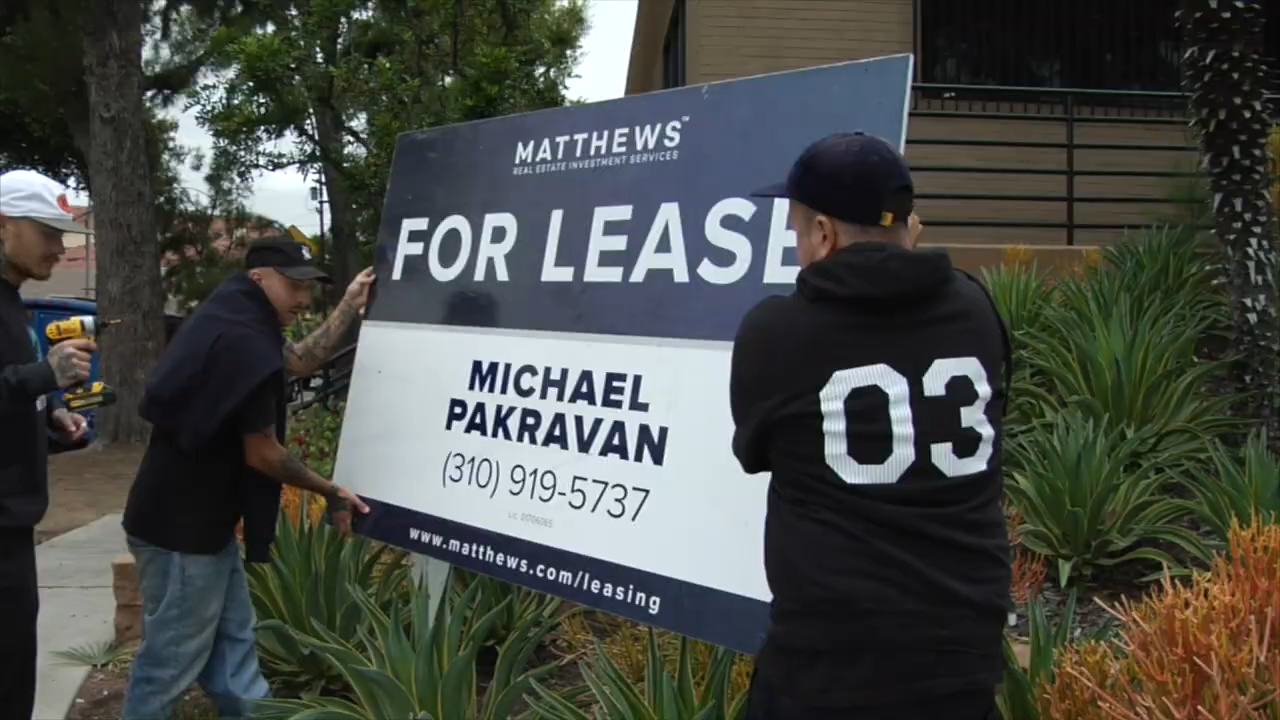 MATTHEWS™
REAL ESTATE INVESTMENT SERVICES
FOR LEASE
MICHAEL
PAKRAVAN
(310) 919-5737
www.matthews.com/leasing
03